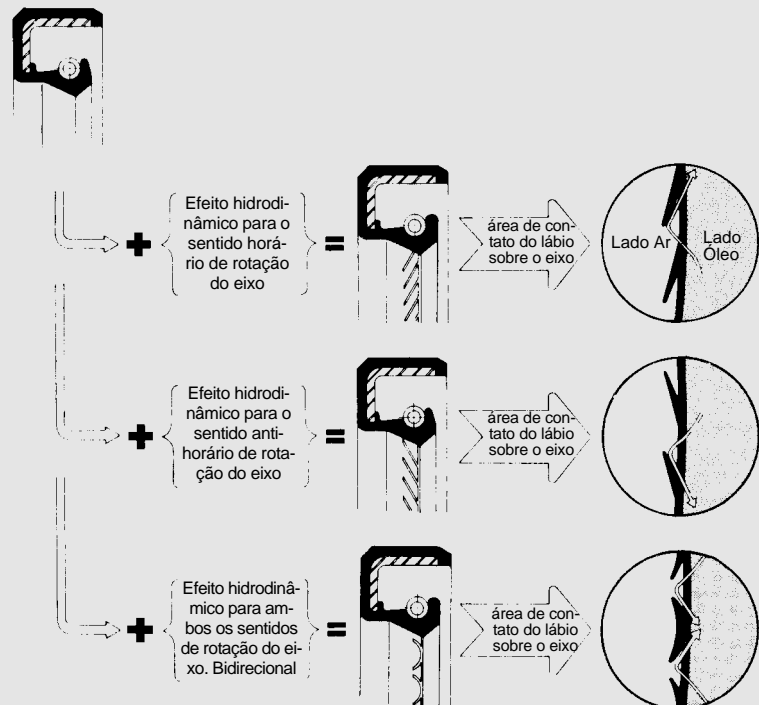 Efeito hidrodi-
nâmico para o
sentido horá-
rio de rotação
do eixo
área de con-
tato do lábio
sobre o eixo
Lado Ar
Lado
Óleo
Efeito hidrodi-
nâmico para o
sentido anti-
horário de rota-
ção do eixo
área de con-
tato do lábio
sobre o eixo
Efeito hidrodinâ-
mico para am-
bos os sentidos
de rotação do ei-
xo. Bidirecional
área de con-
tato do lábio
sobre o eixo